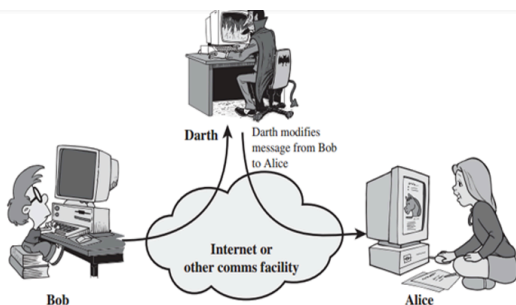 Darth
Darth modifies
message from Bob
to Alice
Internet or
other comms facility
Bob
Alice